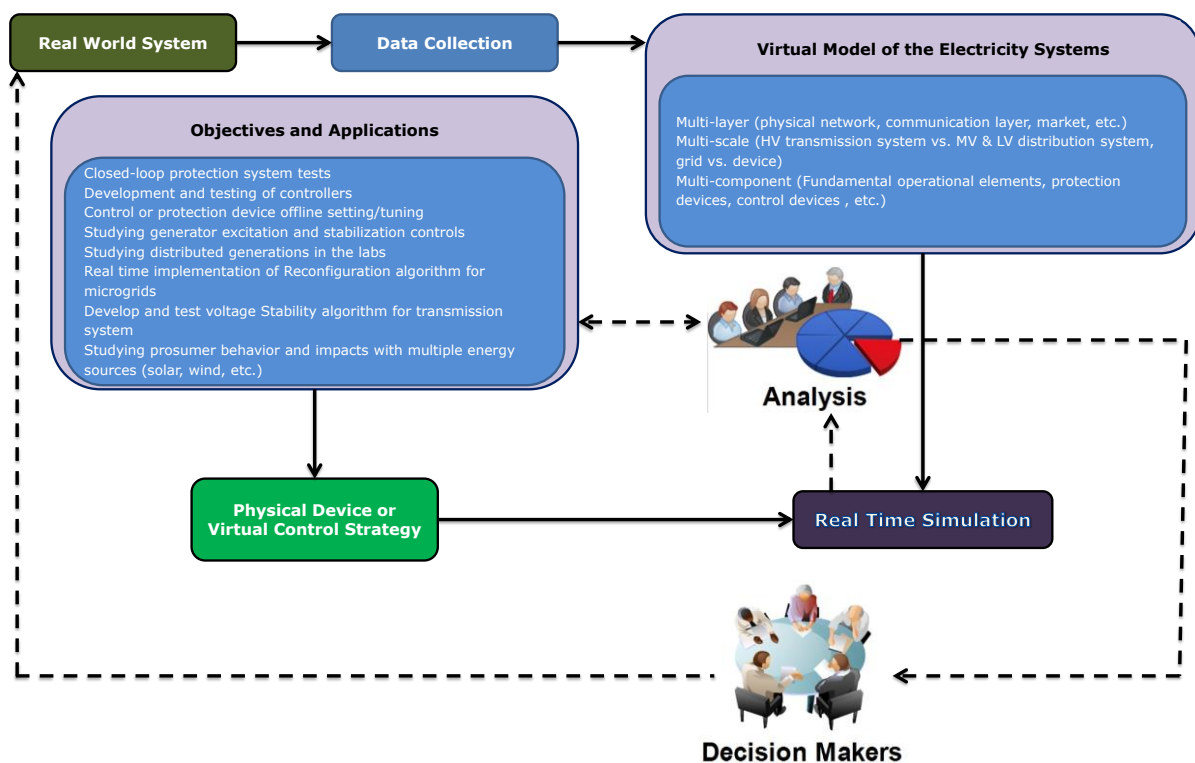 Real World System
Data Collection
Virtual Model of the Electricity Systems
Multi-layer (physical network, communication layer, market, etc.)
Multi-scale (HV transmission system vs. MV & LV distribution system,
grid vs. device)
Multi-component (Fundamental operational elements, protection
devices, control devices , etc.)
Objectives and Applications
Closed-loop protection system tests
Development and testing of controllers
Control or protection device offline setting/tuning
Studying generator excitation and stabilization controls
Studying distributed generations in the labs
Real time implementation of Reconfiguration algorithm for
microgrids
Develop and test voltage Stability algorithm for transmission
system
Studying prosumer behavior and impacts with multiple energy
sources (solar, wind, etc.)
Analysis
Physical Device or
Virtual Control Strategy
Real Time Simulation
Decision Makers